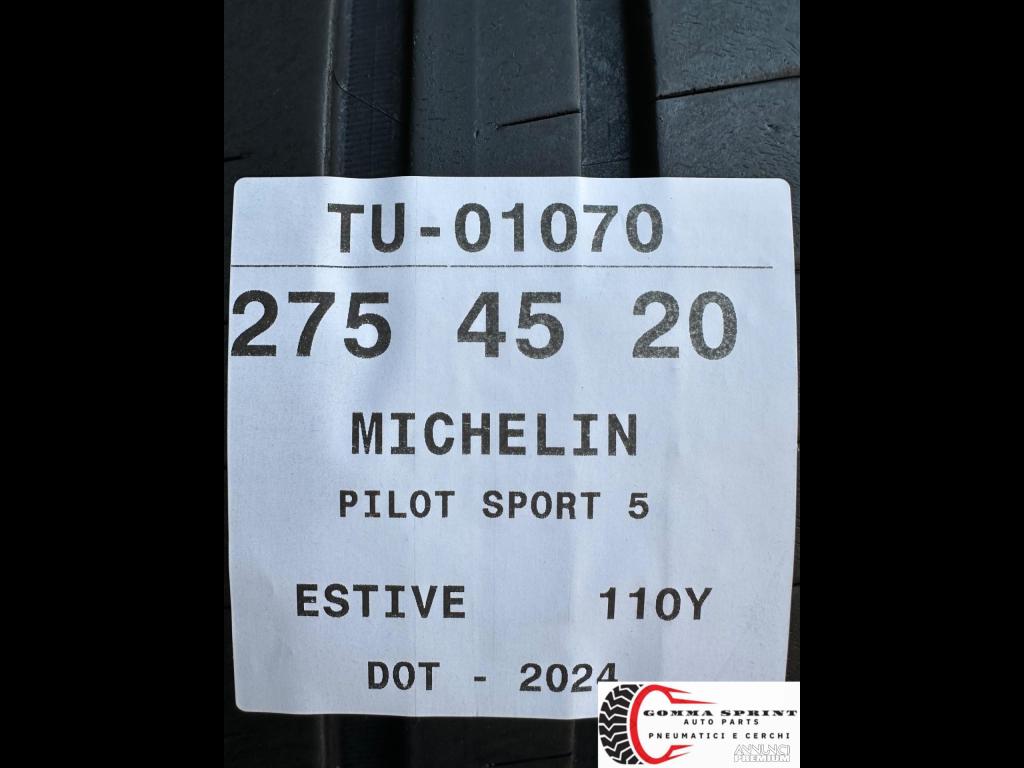 TU-01070
275 45 20
MICHELIN
PILOT SPORT 5
ESTIVE 110Y
DOT - 2024
GOMMA SPRINT
AUTO PARTS
PNEUMATICI E CERCHI
ANNUNCI
PREMIUM